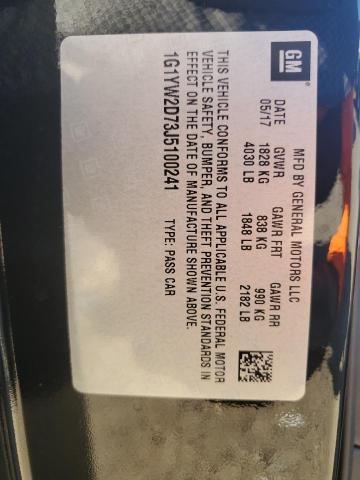 GM
MFD BY GENERAL MOTORS LLC
DATE GVWR GAWR FRT GAWR RR
05/17 1828 KG 838 KG 990 KG
4030 LB 1848 LB 2182 LB
THIS VEHICLE CONFORMS TO ALL APPLICABLE U.S. FEDERAL MOTOR
VEHICLE SAFETY, BUMPER, AND THEFT PREVENTION STANDARDS IN
EFFECT ON THE DATE OF MANUFACTURE SHOWN ABOVE.
1G1YW2D73J5100241 TYPE: PASS CAR